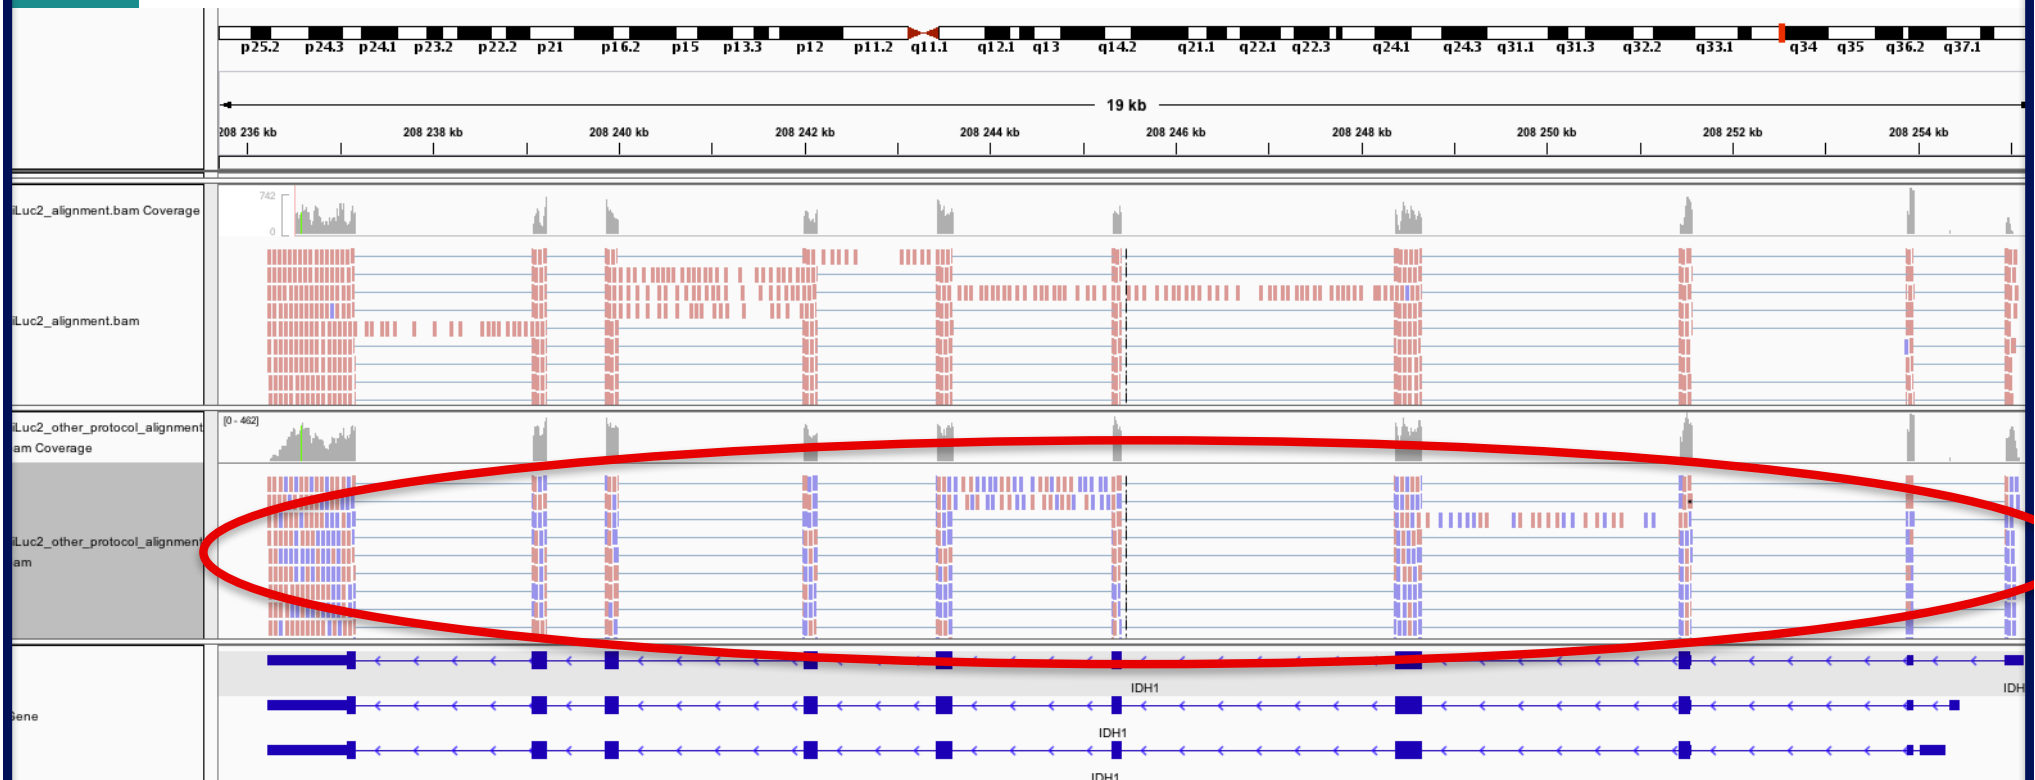 p25.2 p24.3 p24.1 p23.2 p22.2 p21 p16.2 p15 p13.3 p12 p11.2 q11.1 q12.1 q13 q14.2 q21.1 q22.1 q22.3 q24.1 q24.3 q31.1 q31.3 q32.2 q33.1 q34 q35 q36.2 q37.1
19 kb
208 236 kb 208 238 kb 208 240 kb 208 242 kb 208 244 kb 208 246 kb 208 248 kb 208 250 kb 208 252 kb 208 254 kb
742
iLuc2_alignment.bam Coverage
0
iLuc2_alignment.bam
[0 - 462]
iLuc2_other_protocol_alignment
am Coverage
iLuc2_other_protocol_alignment
am
IDH1 IDH
Gene
IDH1
IDH1